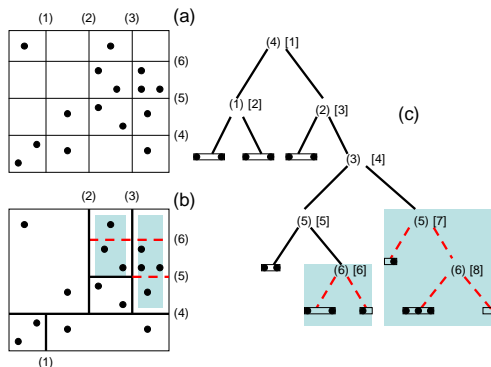 (1) (2) (3) (a)
(6)
(5)
(4)
(2) (3) (b)
(6)
(5)
(4)
(1)
(4) [1]
(1) [2] (2) [3] (c)
(3) [4]
(5) [5] (5) [7]
(6) [6] (6) [8]